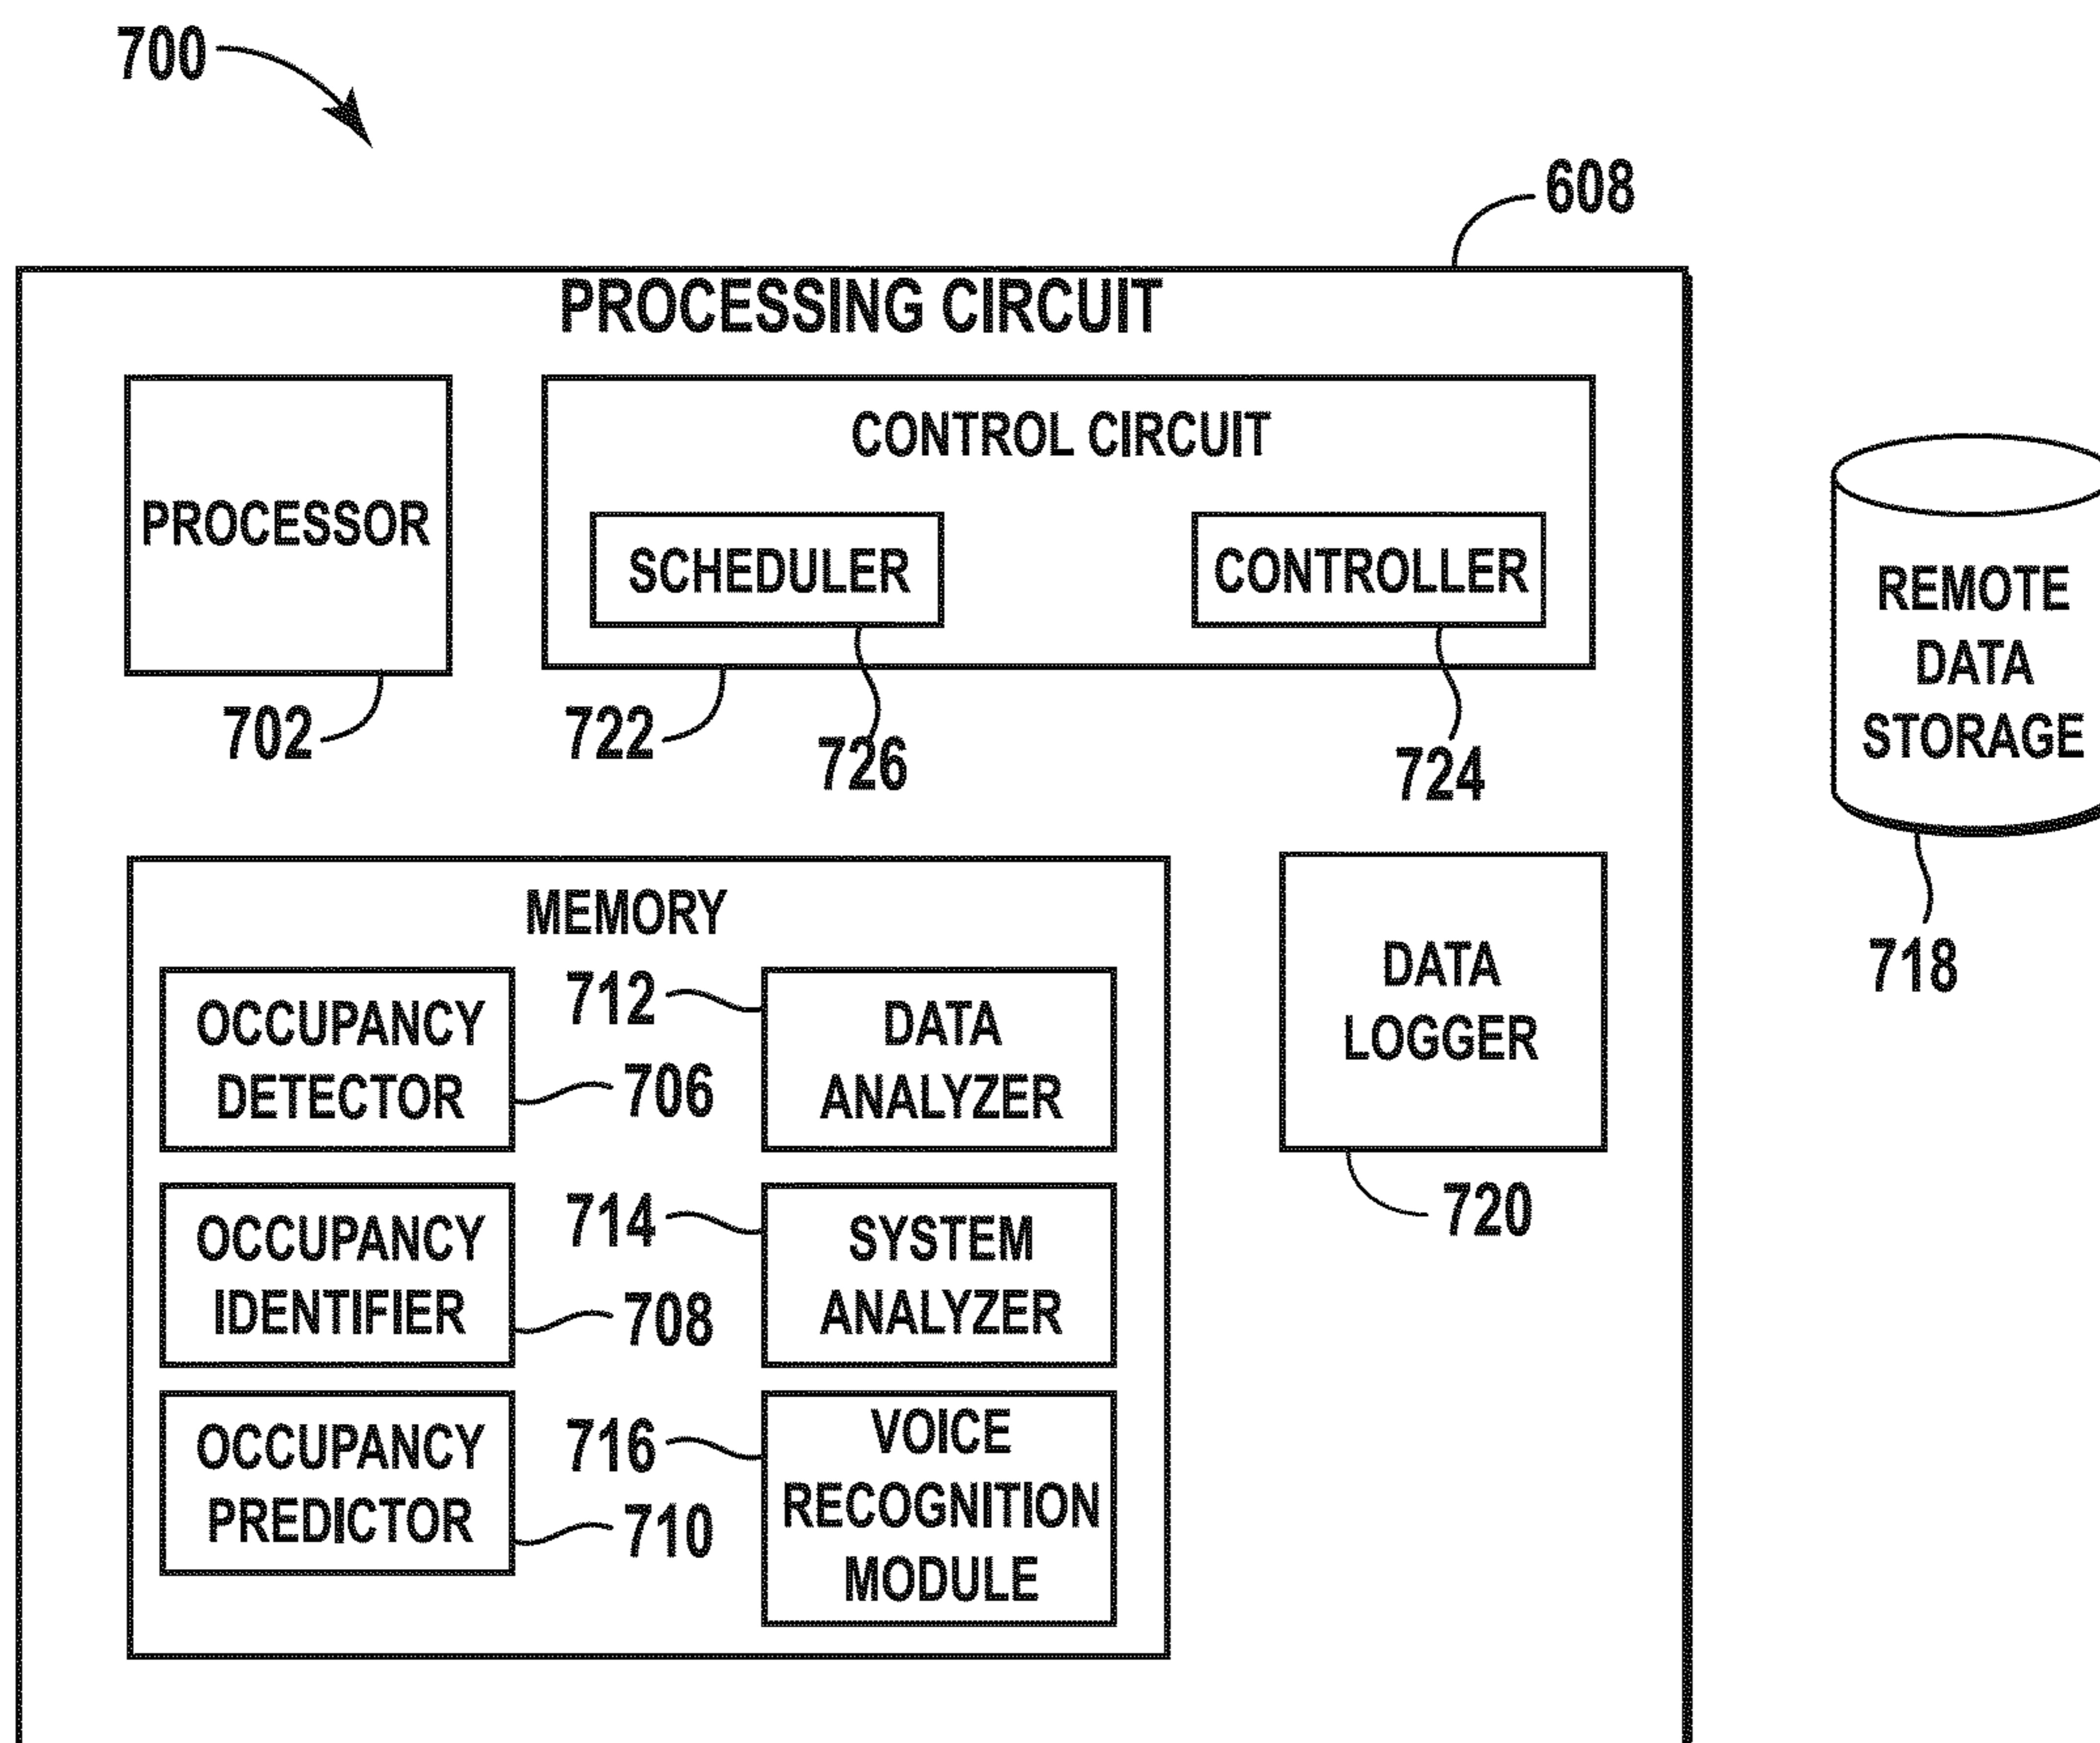 700
608
PROCESSING CIRCUIT
PROCESSOR
702
CONTROL CIRCUIT
SCHEDULER
CONTROLLER
722
726
724
REMOTE
DATA
STORAGE
718
MEMORY
OCCUPANCY
DETECTOR
706
712
DATA
ANALYZER
OCCUPANCY
IDENTIFIER
708
714
SYSTEM
ANALYZER
OCCUPANCY
PREDICTOR
710
716
VOICE
RECOGNITION
MODULE
DATA
LOGGER
720